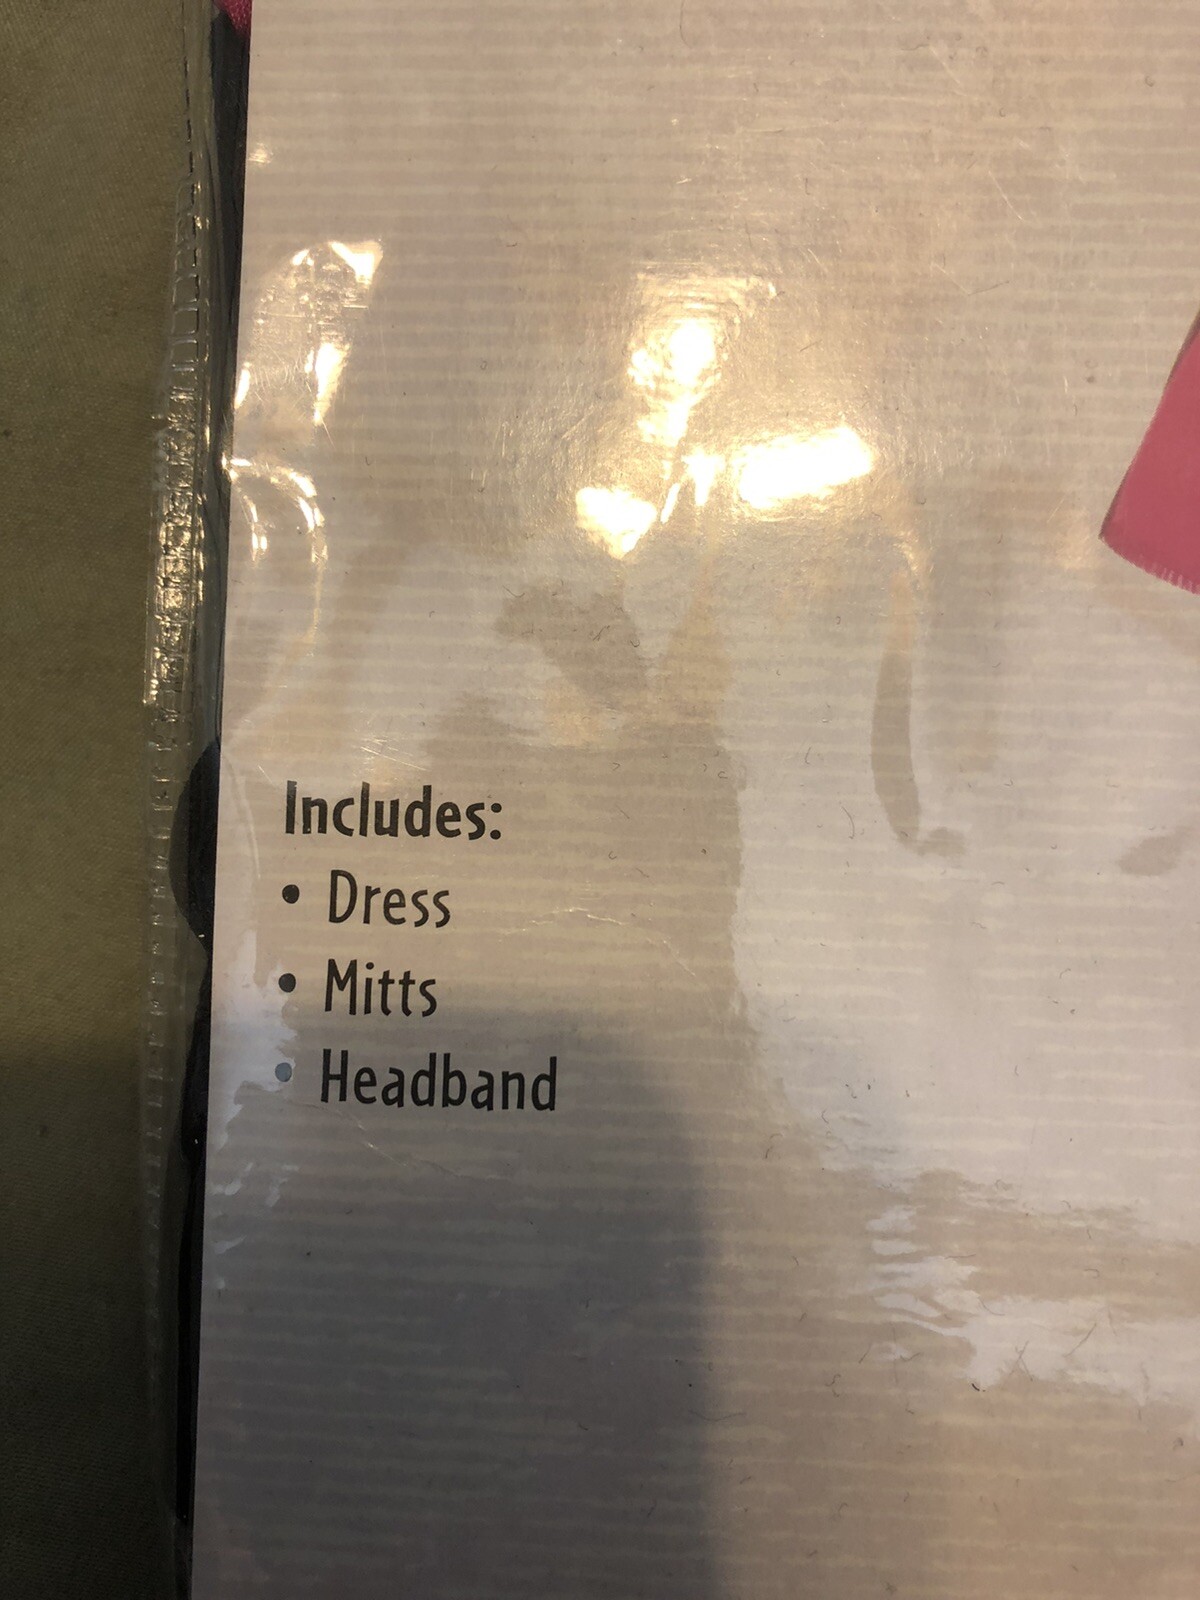 Includes:
• Dress
• Mitts
• Headband